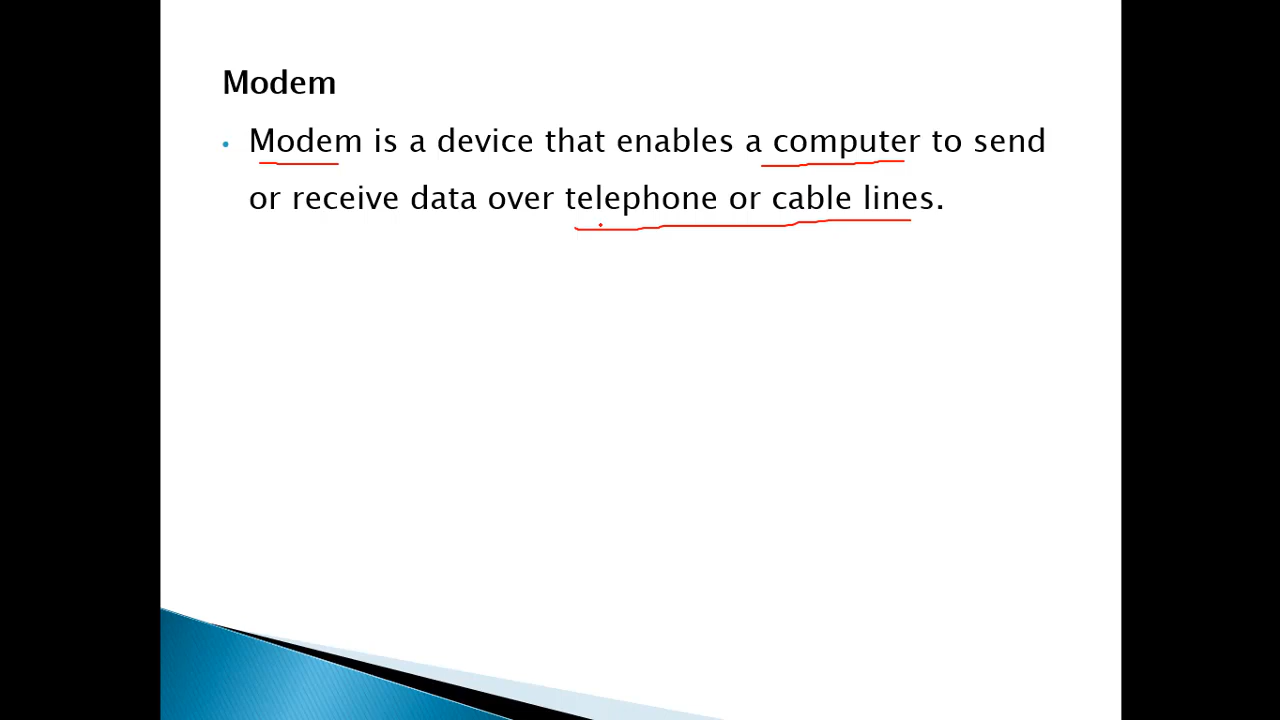 Modem
• Modem is a device that enables a computer to send
or receive data over telephone or cable lines.